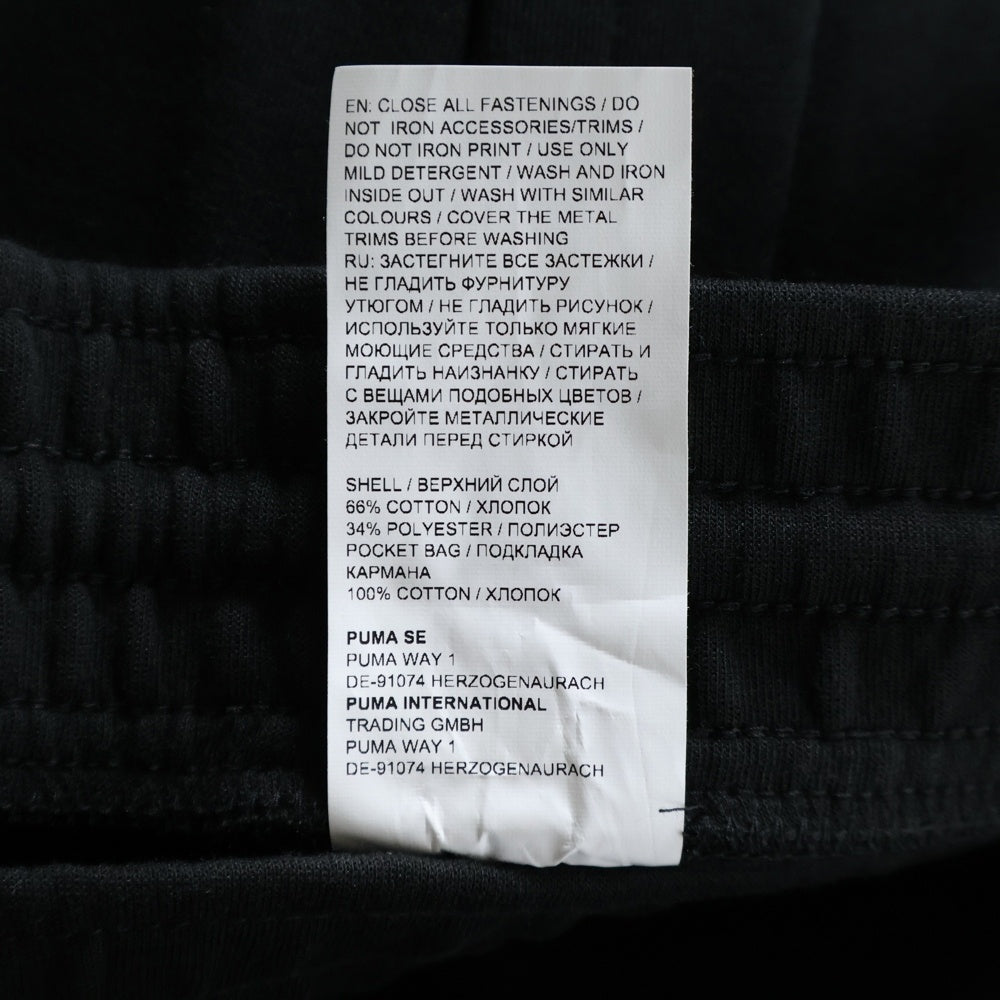 EN: CLOSE ALL FASTENINGS / DO
NOT IRON ACCESSORIES/TRIMS /
DO NOT IRON PRINT / USE ONLY
MILD DETERGENT / WASH AND IRON
INSIDE OUT / WASH WITH SIMILAR
COLOURS / COVER THE METAL
TRIMS BEFORE WASHING
RU: ЗАСТЕГНИТЕ ВСЕ ЗАСТЕЖКИ /
НЕ ГЛАДИТЬ ФУРНИТУРУ
УТЮГОМ / НЕ ГЛАДИТЬ РИСУНОК /
ИСПОЛЬЗУЙТЕ ТОЛЬКО МЯГКИЕ
МОЮЩИЕ СРЕДСТВА / СТИРАТЬ И
ГЛАДИТЬ НАИЗНАНКУ / СТИРАТЬ
С ВЕЩАМИ ПОДОБНЫХ ЦВЕТОВ /
ЗАКРОЙТЕ МЕТАЛЛИЧЕСКИЕ
ДЕТАЛИ ПЕРЕД СТИРКОЙ
SHELL / ВЕРХНИЙ СЛОЙ
66% COTTON / ХЛОПОК
34% POLYESTER / ПОЛИЭСТЕР
POCKET BAG / ПОДКЛАДКА
КАРМАНА
100% COTTON / ХЛОПОК
PUMA SE
PUMA WAY 1
DE-91074 HERZOGENAURACH
PUMA INTERNATIONAL
TRADING GMBH
PUMA WAY 1
DE-91074 HERZOGENAURACH